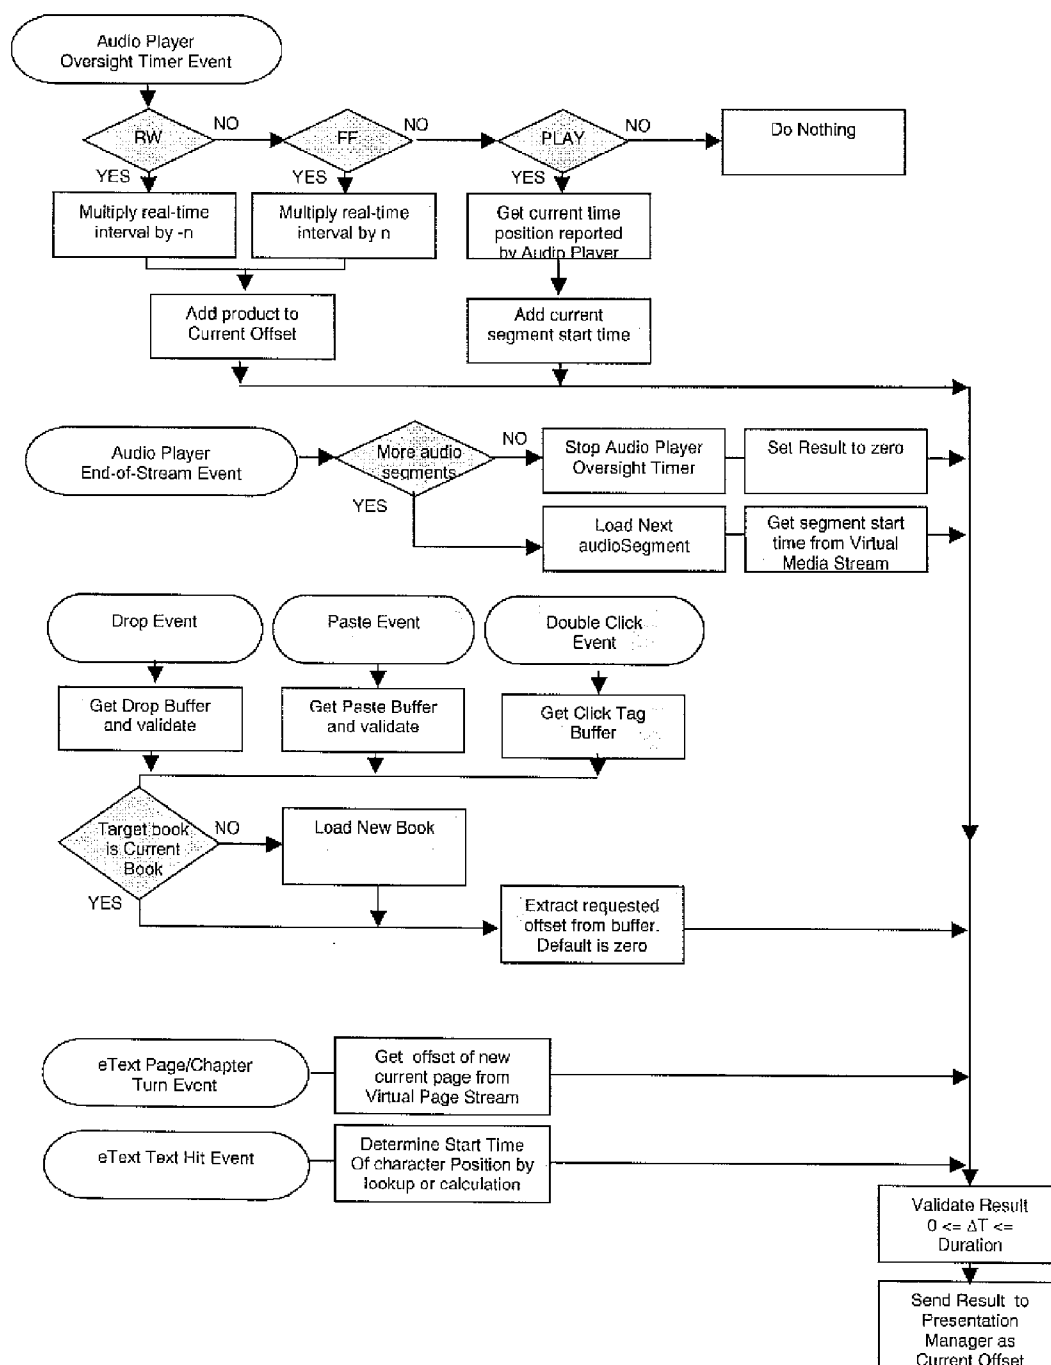 Audio Player
Oversight Timer Event
RW
NO
FF
NO
PLAY
NO
Do Nothing
YES
YES
YES
Multiply real-time
interval by -n
Multiply real-time
interval by n
Get current time
position reported
by Audio Player
Add product to
Current Offset
Add current
segment start time
Audio Player
End-of-Stream Event
More audio
segments
NO
YES
Stop Audio Player
Oversight Timer
Set Result to zero
Load Next
audioSegment
Get segment start
time from Virtual
Media Stream
Drop Event
Paste Event
Double Click
Event
Get Drop Buffer
and validate
Get Paste Buffer
and validate
Get Click Tag
Buffer
Target book
is Current
Book
NO
YES
Load New Book
Extract requested
offset from buffer.
Default is zero
eText Page/Chapter
Turn Event
Get offset of new
current page from
Virtual Page Stream
eText Text Hit Event
Determine Start Time
Of character Position by
lookup or calculation
Validate Result
0 <= ΔT <=
Duration
Send Result to
Presentation
Manager as
Current Offset